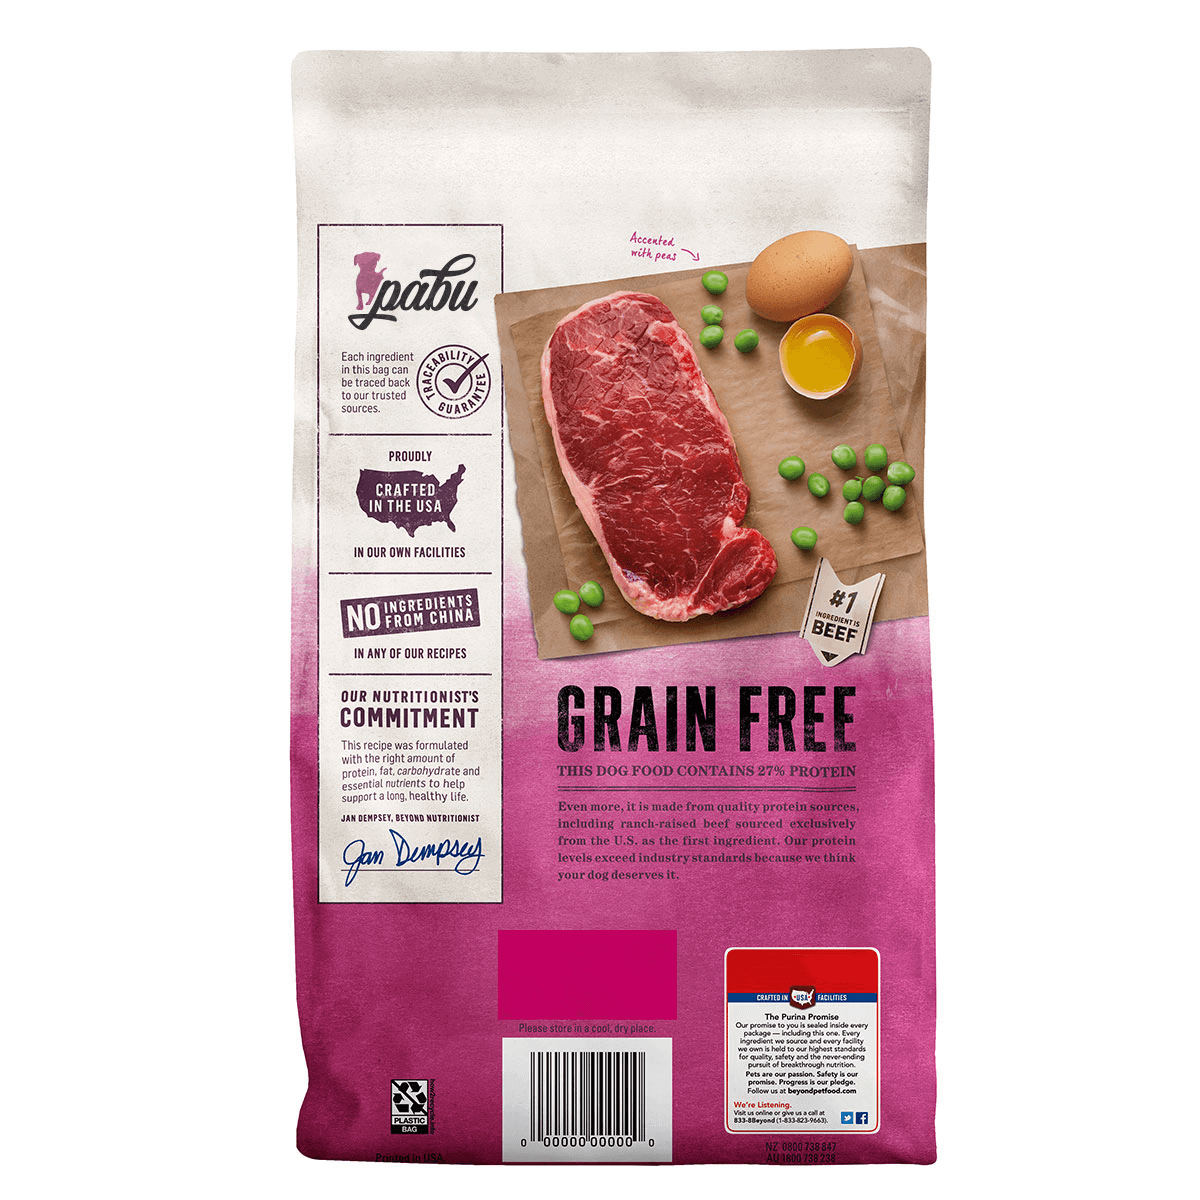 pabu
Each ingredient
in this bag can
be traced back
to our trusted
sources.
TRACEABILITY
GUARANTEE
PROUDLY
CRAFTED
IN THE USA
IN OUR OWN FACILITIES
NO INGREDIENTS
FROM CHINA
IN ANY OF OUR RECIPES
OUR NUTRITIONIST'S
COMMITMENT
This recipe was formulated
with the right amount of
protein, fat, carbohydrate and
essential nutrients to help
support a long, healthy life.
JAN DEMPSEY, BEYOND NUTRITIONIST
Jan Dempsey
Accented
with peas
#1
INGREDIENT IS
BEEF
GRAIN FREE
THIS DOG FOOD CONTAINS 27% PROTEIN
Even more, it is made from quality protein sources,
including ranch-raised beef sourced exclusively
from the U.S. as the first ingredient. Our protein
levels exceed industry standards because we think
your dog deserves it.
Please store in a cool, dry place.
0 00000 00000 0
PLASTIC
BAG
how2recycle.info
Printed in USA.
CRAFTED IN USA FACILITIES
The Purina Promise
Our promise to you is sealed inside every
package — including this one. Every
ingredient we source and every facility
we own is held to our highest standards
for quality, safety and the never-ending
pursuit of breakthrough nutrition.
Pets are our passion. Safety is our
promise. Progress is our pledge.
Follow us at beyondpetfood.com
We're Listening.
Visit us online or give us a call at
833-8Beyond (1-833-823-9663).
NZ 0800 738 847
AU 1800 738 238